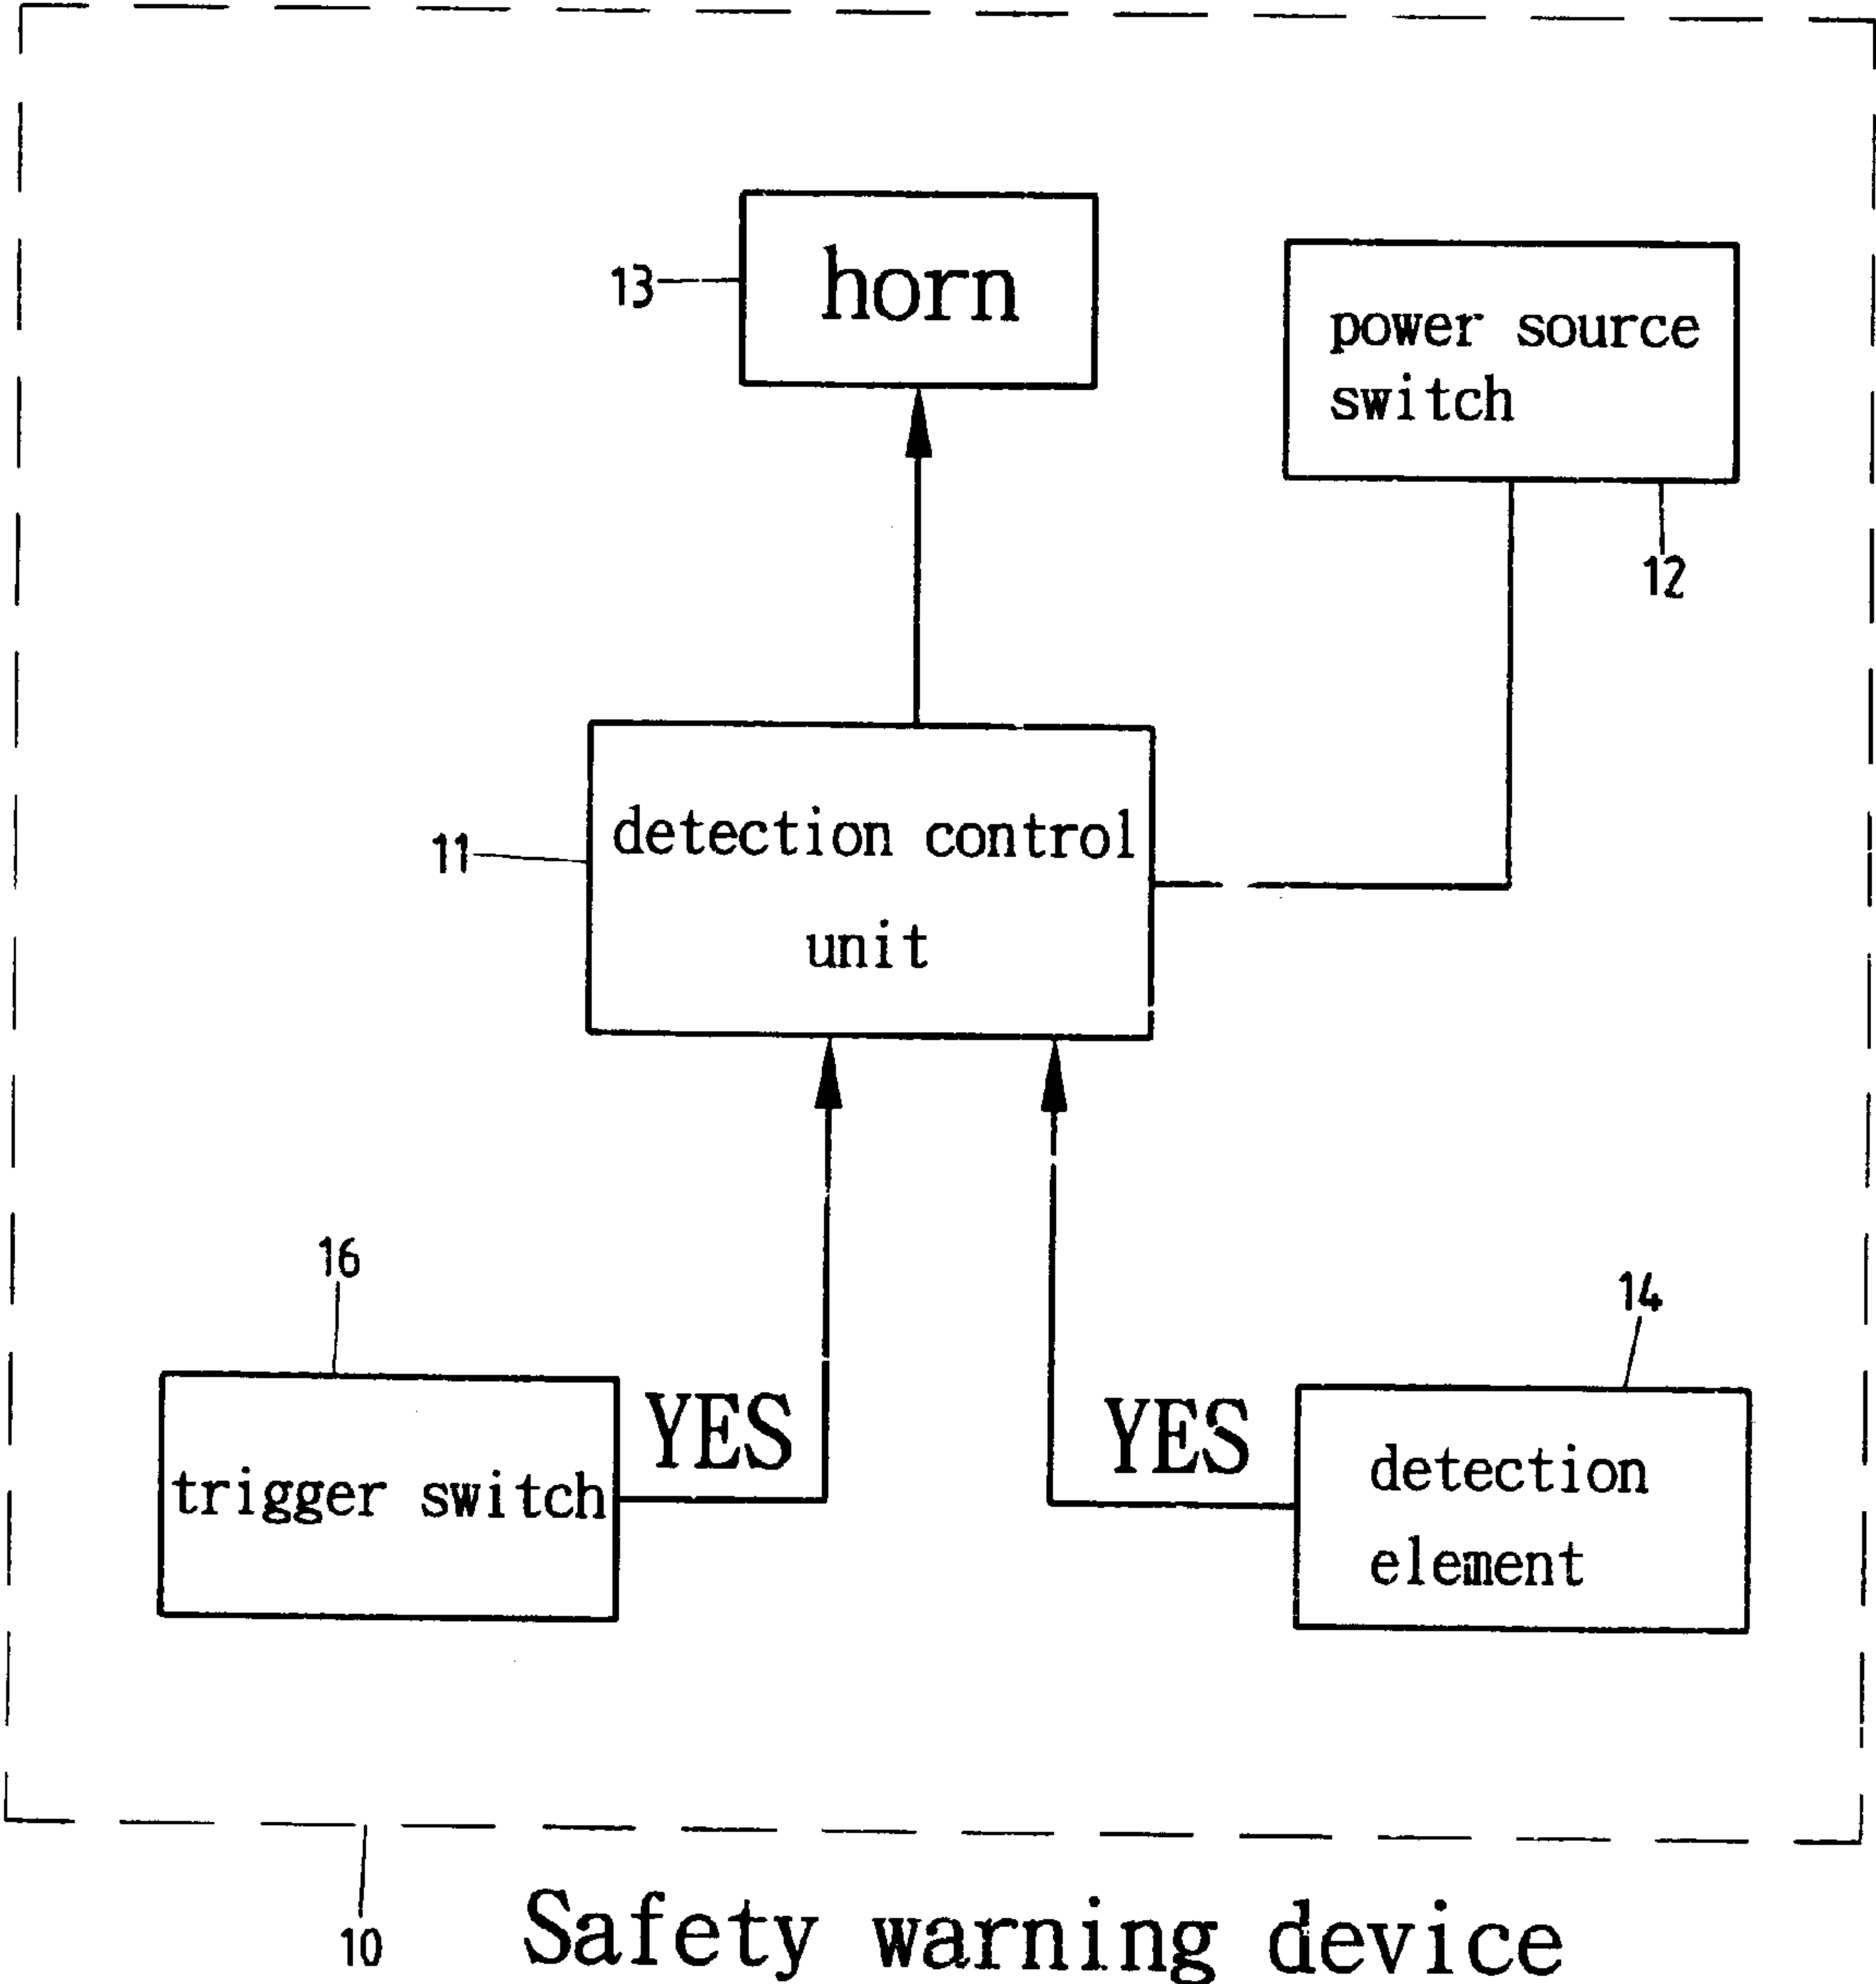 13
horn
power source
switch
12
11
detection control
unit
16
14
trigger switch
YES
YES
detection
element
10
Safety warning device